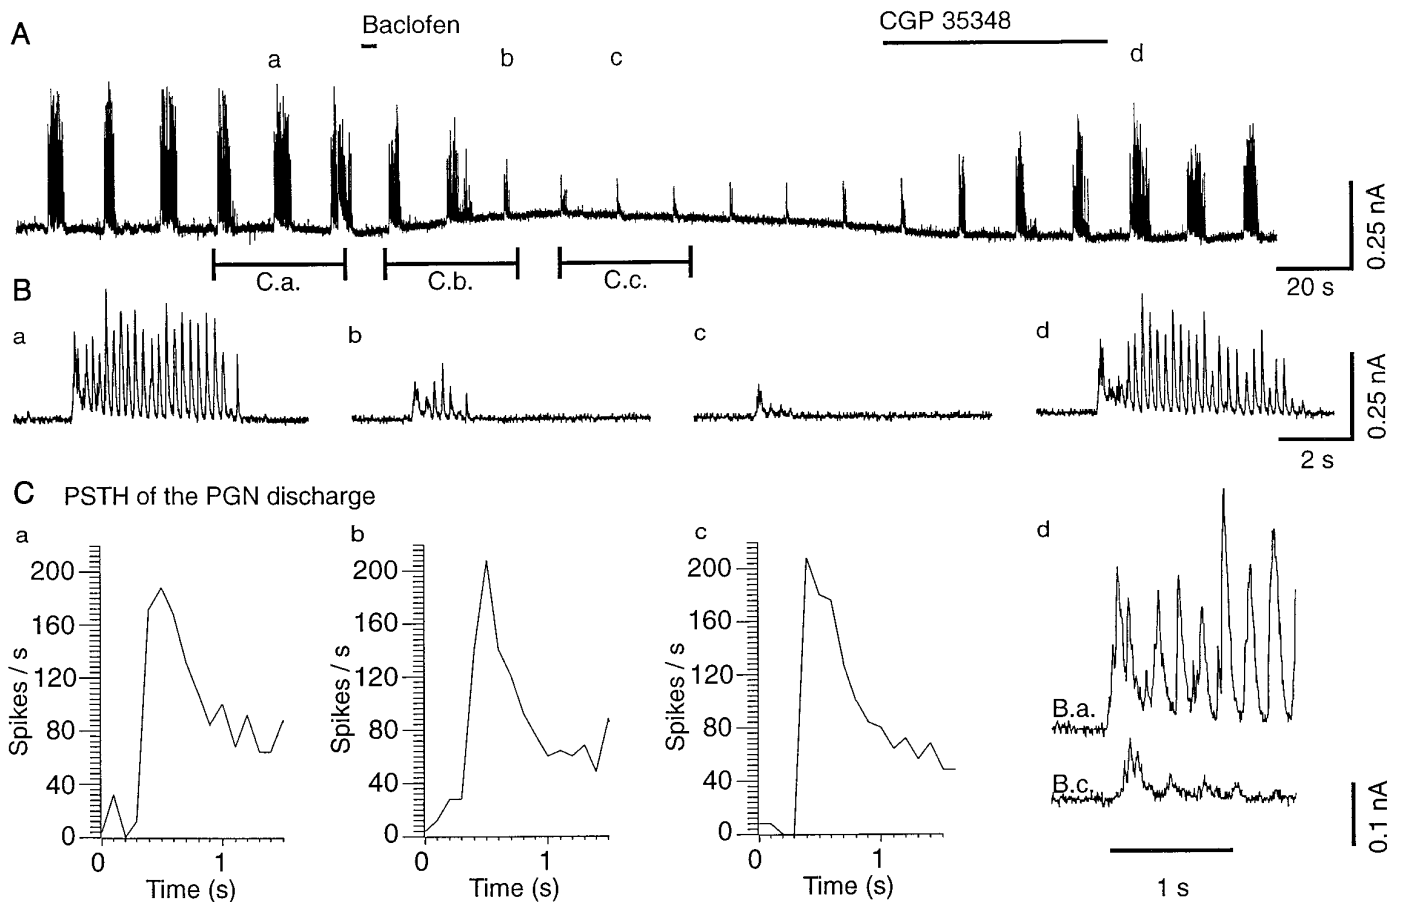 A
Baclofen
CGP 35348
a
b
c
d
0.25 nA
20 s
C.a.
C.b.
C.c.
B
a
b
c
d
0.25 nA
2 s
C PSTH of the PGN discharge
a
Spikes / s
200
160
120
80
40
0
0
1
Time (s)
b
Spikes / s
200
160
120
80
40
0
0
1
Time (s)
c
Spikes / s
200
160
120
80
40
0
0
1
Time (s)
d
B.a.
B.c.
0.1 nA
1 s